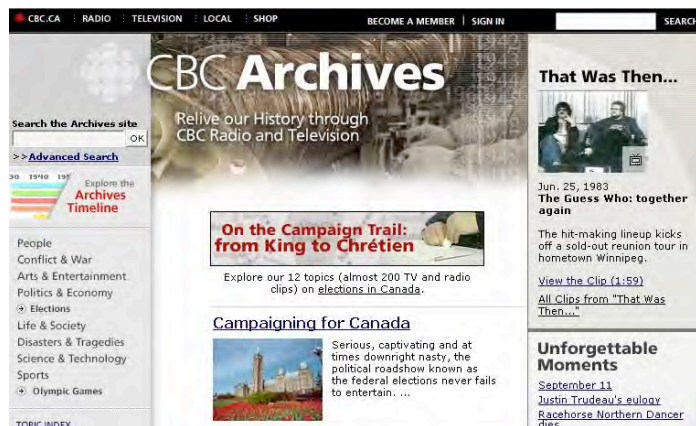 CBC.CA RADIO TELEVISION LOCAL SHOP BECOME A MEMBER | SIGN IN SEARCH
CBC Archives
Relive our History through
CBC Radio and Television
Search the Archives site
OK
>>Advanced Search
1940
Explore the
Archives
Timeline
People
Conflict & War
Arts & Entertainment
Politics & Economy
Elections
Life & Society
Disasters & Tragedies
Science & Technology
Sports
Olympic Games
TOPIC INDEX
On the Campaign Trail:
from King to Chrétien
Explore our 12 topics (almost 200 TV and radio
clips) on elections in Canada.
Campaigning for Canada
Serious, captivating and at
times downright nasty, the
political roadshow known as
the federal elections never fails
to entertain. ...
That Was Then...
Jun. 25, 1983
The Guess Who: together
again
The hit-making lineup kicks
off a sold-out reunion tour in
hometown Winnipeg.
View the Clip (1:59)
All Clips from "That Was
Then..."
Unforgettable
Moments
September 11
Justin Trudeau's eulogy
Racehorse Northern Dancer
dies